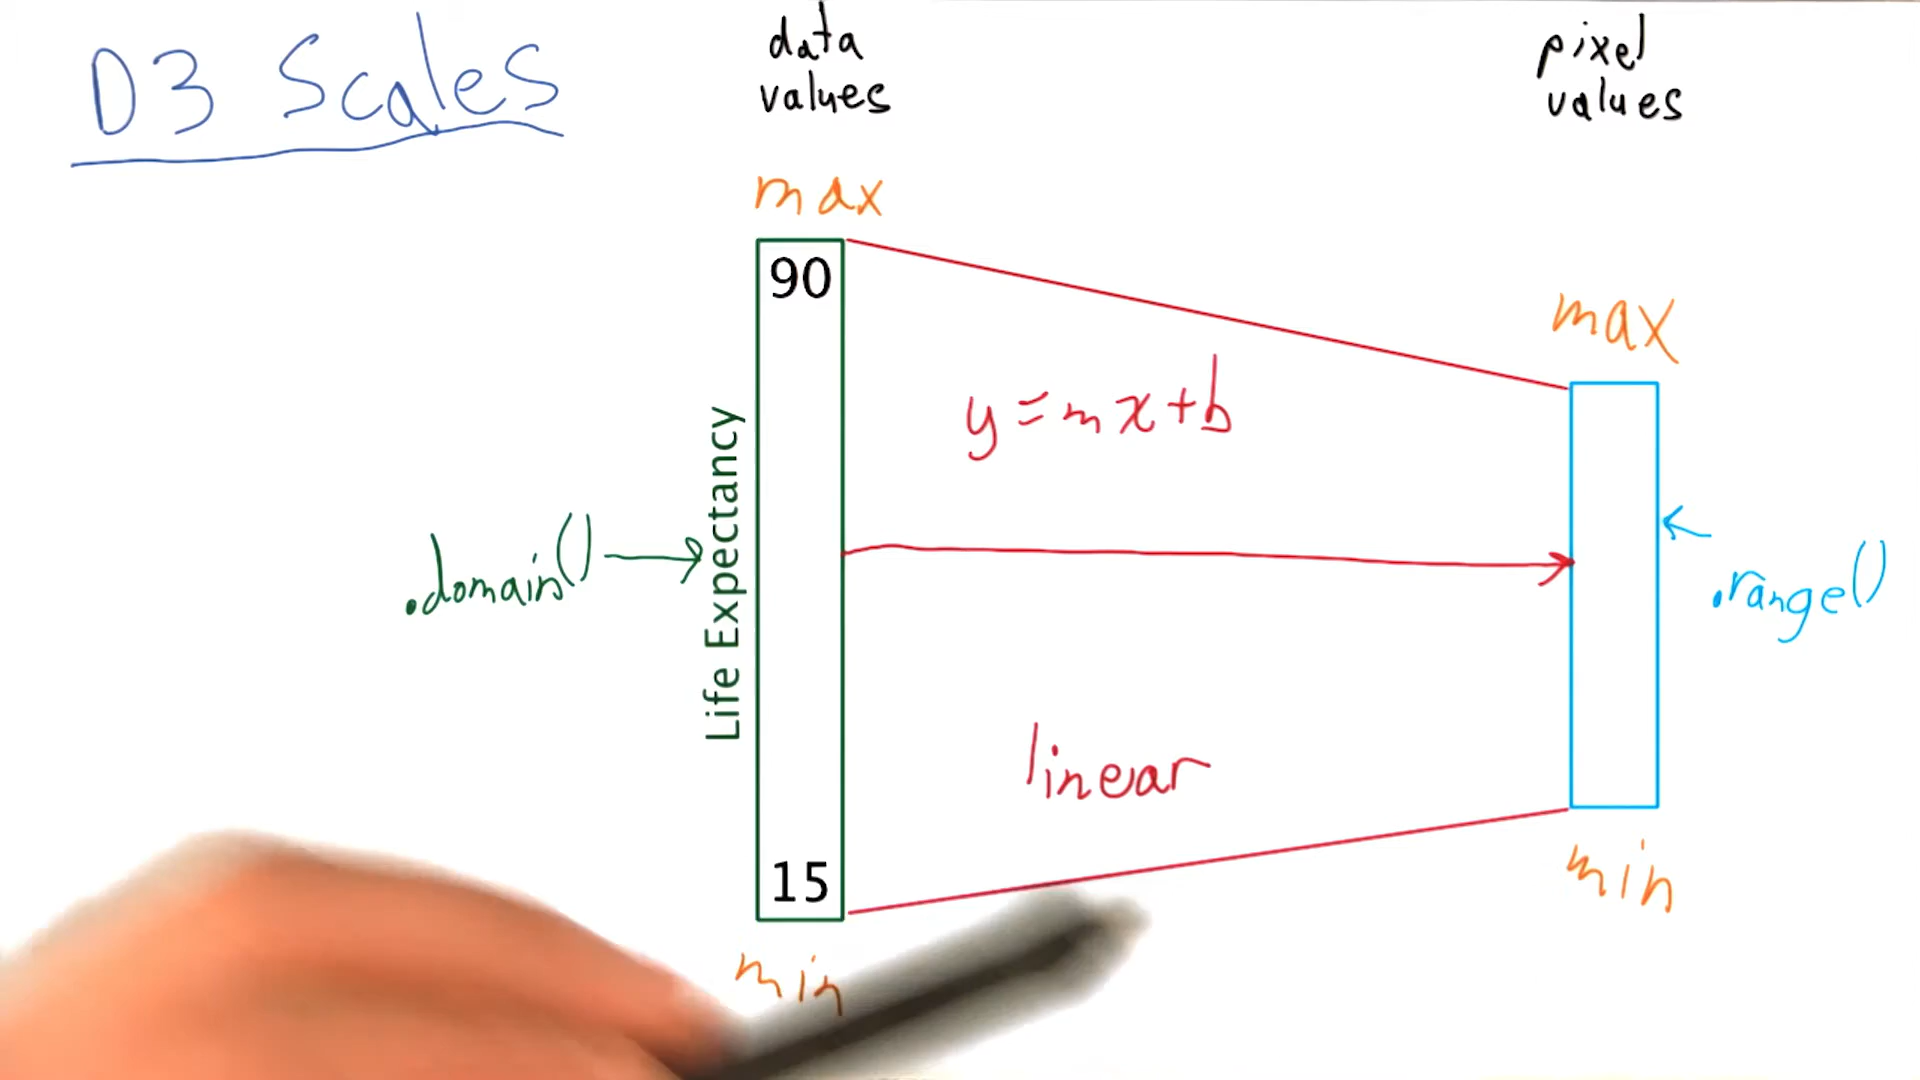 D3 Scales
data
values
pixel
values
max
90
max
y = mx+b
Life Expectancy
.domain()
.range()
linear
15
min
min